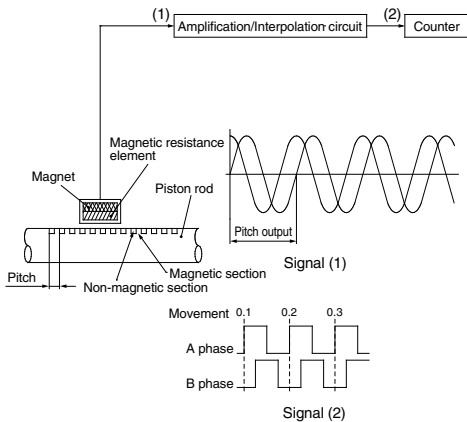 (1)
Amplification/Interpolation circuit
(2)
Counter
Magnetic resistance
element
Magnet
Piston rod
Pitch output
Pitch
Magnetic section
Non-magnetic section
Signal (1)
Movement 0.1 0.2 0.3
A phase
B phase
Signal (2)